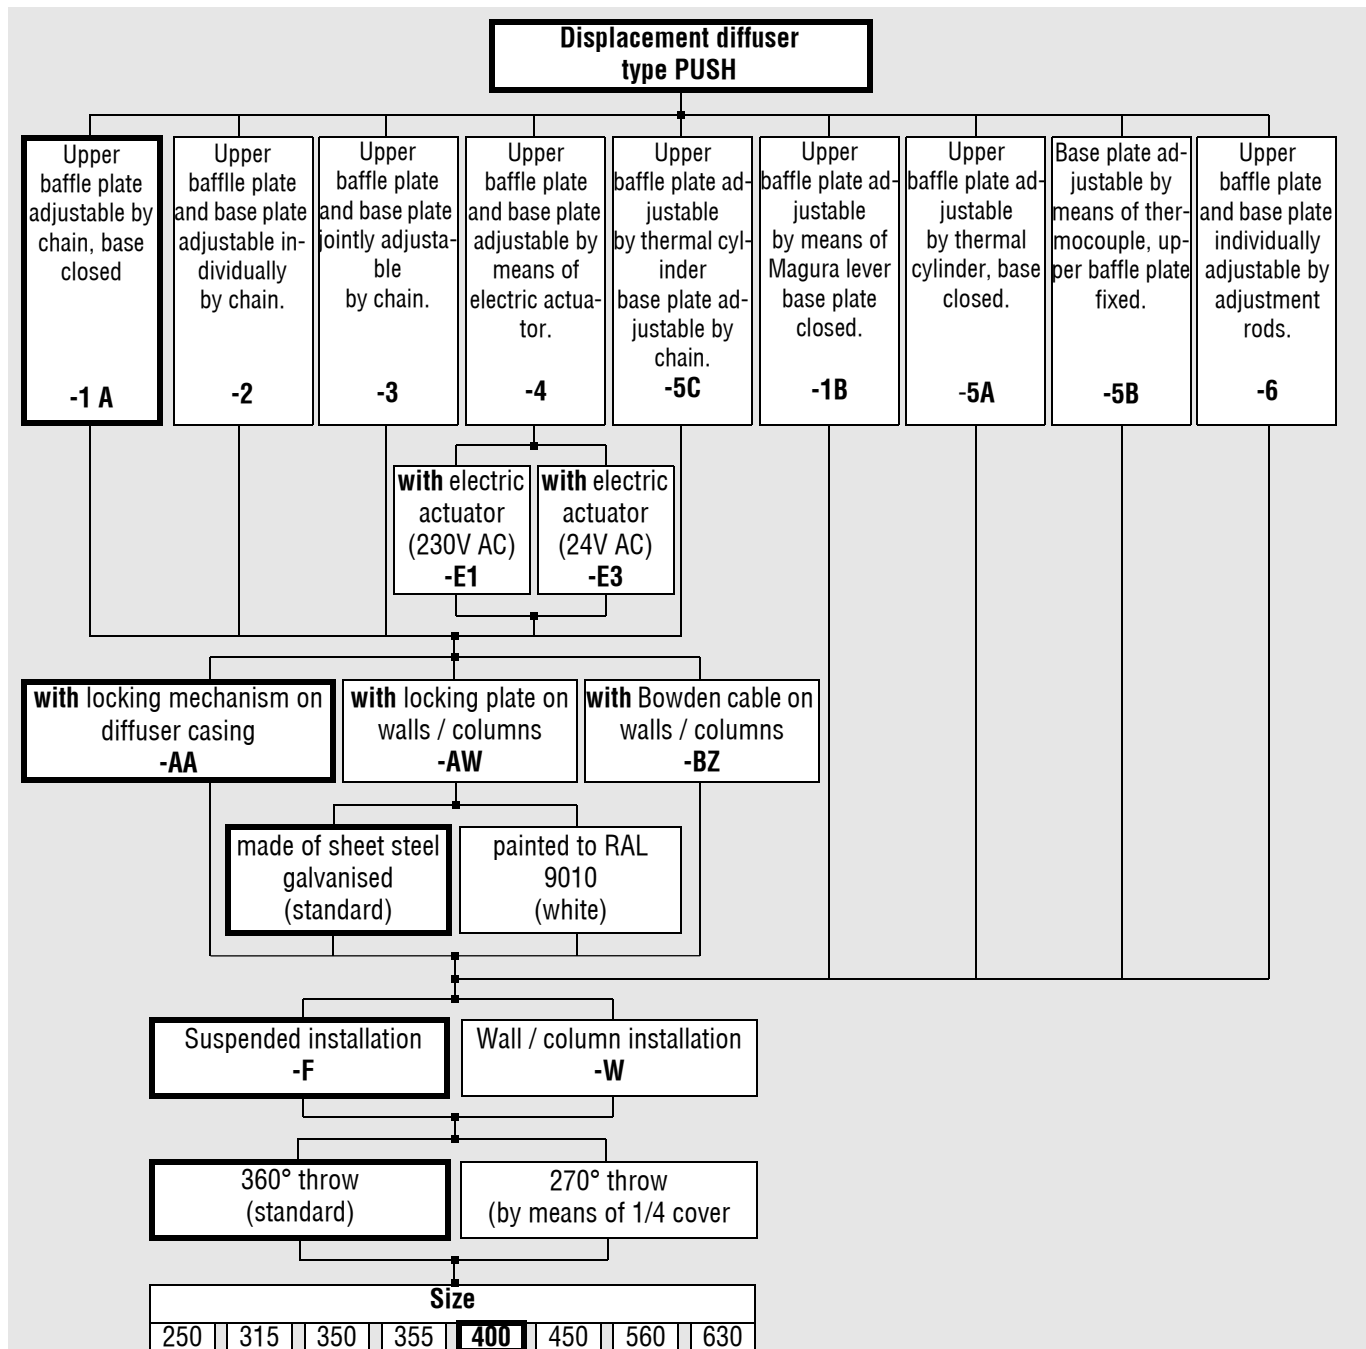 Displacement diffuser
type PUSH
Upper
baffle plate
adjustable by
chain, base
closed
-1 A
Upper
bafflle plate
and base plate
adjustable in-
dividually
by chain.
-2
Upper
baffle plate
and base plate
jointly adjusta-
ble
by chain.
-3
Upper
baffle plate
and base plate
adjustable by
means of
electric actua-
tor.
-4
Upper
baffle plate ad-
justable
by thermal cyl-
inder
base plate ad-
justable by
chain.
-5C
Upper
baffle plate ad-
justable
by means of
Magura lever
base plate
closed.
-1B
Upper
baffle plate ad-
justable
by thermal
cylinder, base
closed.
-5A
Base plate ad-
justable by
means of ther-
mocouple, up-
per baffle plate
fixed.
-5B
Upper
baffle plate
and base plate
individually
adjustable by
adjustment
rods.
-6
with electric
actuator
(230V AC)
-E1
with electric
actuator
(24V AC)
-E3
with locking mechanism on
diffuser casing
-AA
with locking plate on
walls / columns
-AW
with Bowden cable on
walls / columns
-BZ
made of sheet steel
galvanised
(standard)
painted to RAL
9010
(white)
Suspended installation
-F
Wall / column installation
-W
360° throw
(standard)
270° throw
(by means of 1/4 cover
Size
250 315 350 355 400 450 560 630